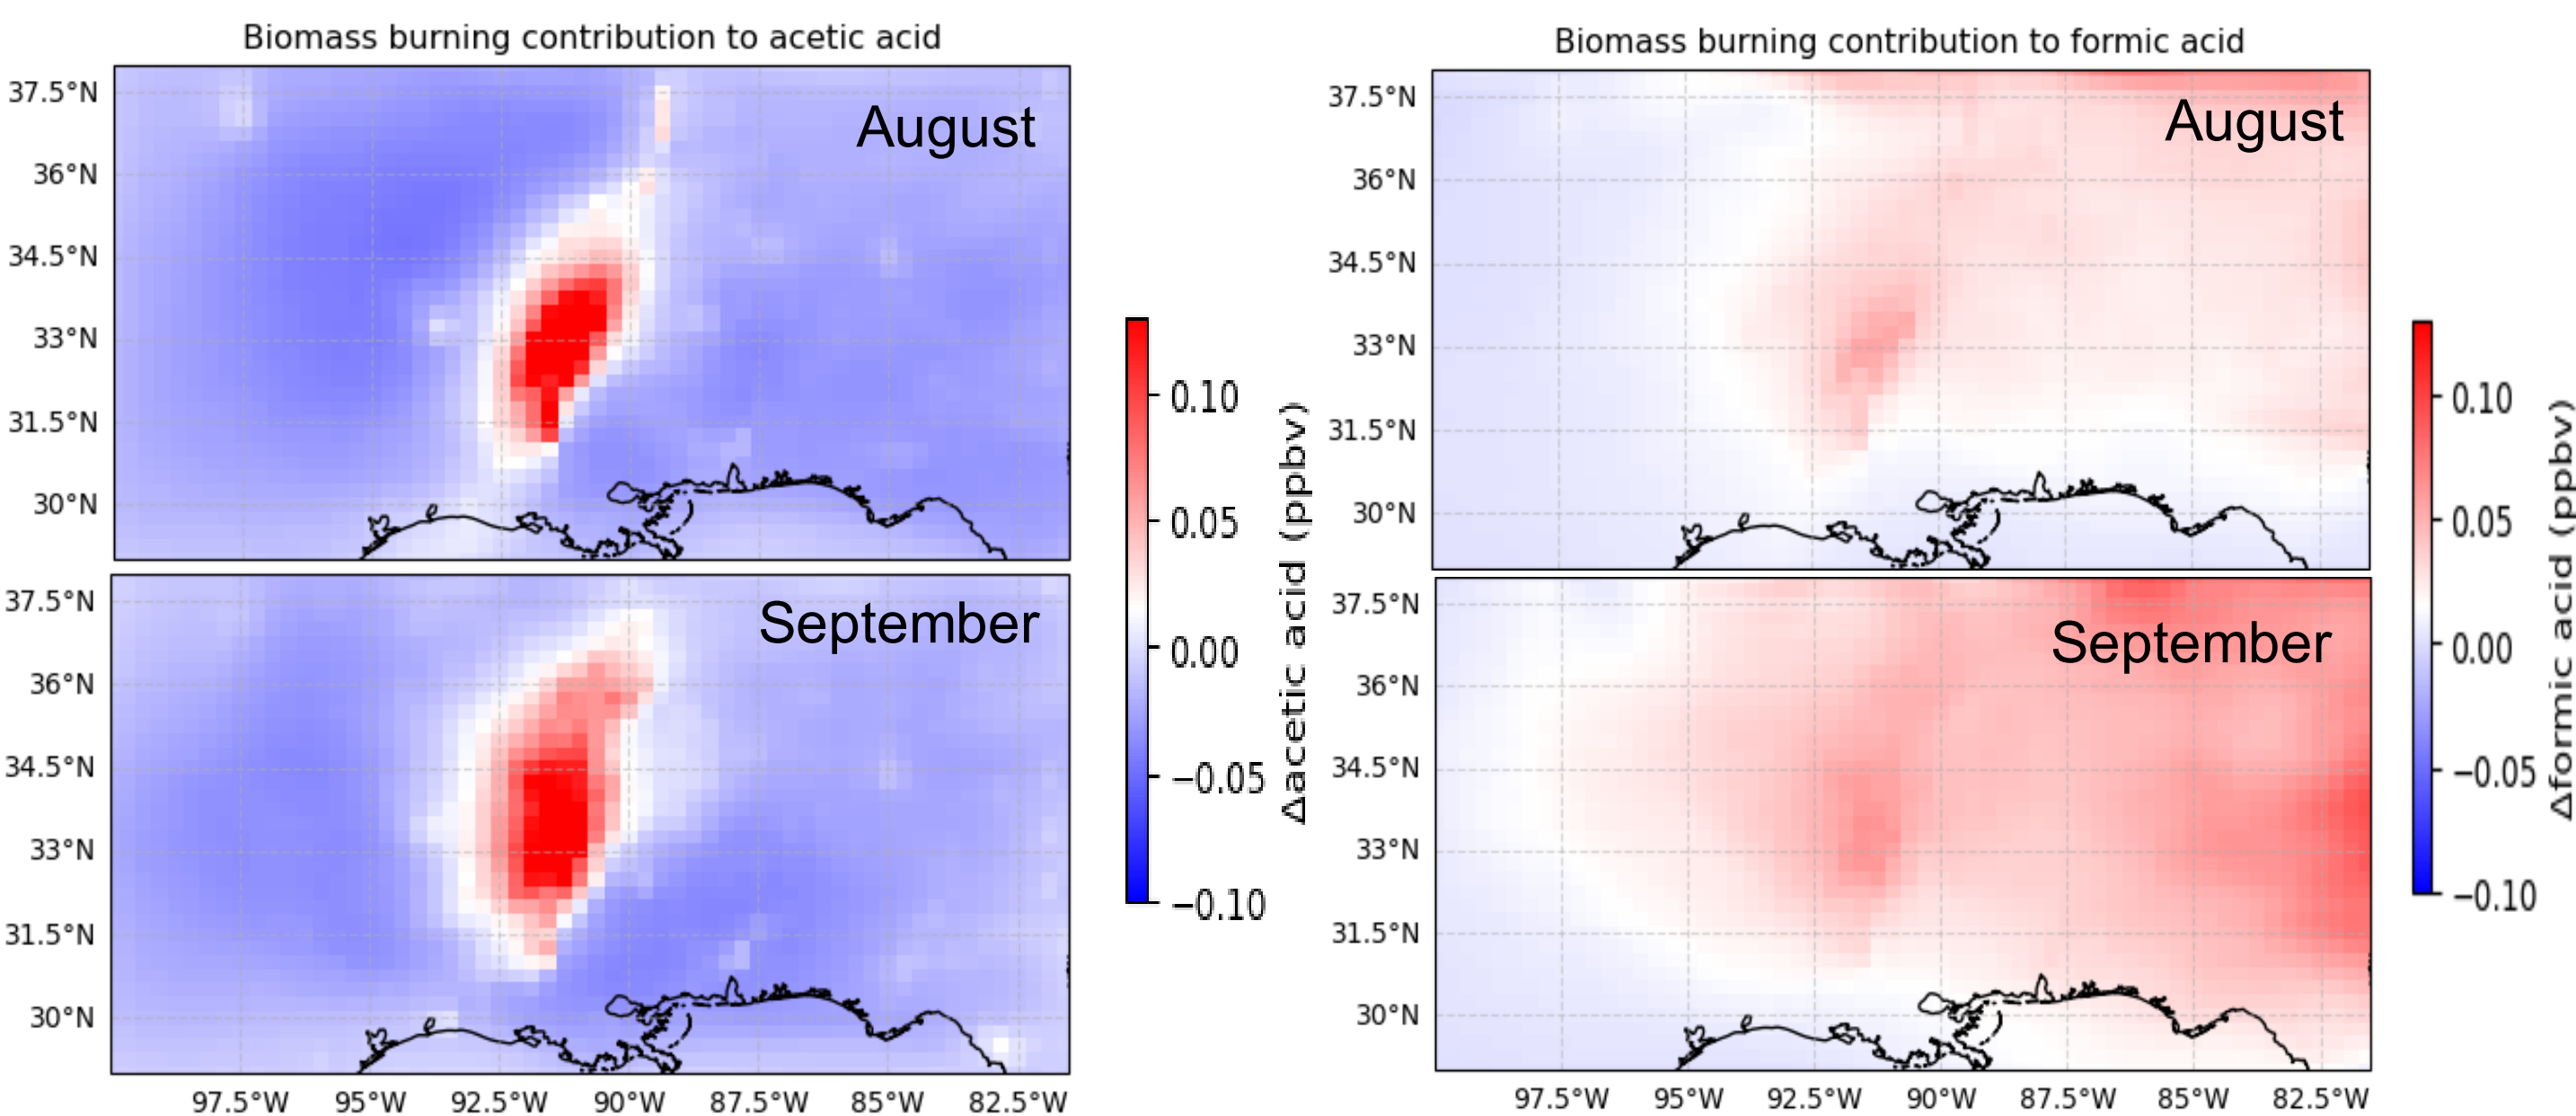 Biomass burning contribution to acetic acid
37.5°N
36°N
34.5°N
33°N
31.5°N
30°N
August
37.5°N
36°N
34.5°N
33°N
31.5°N
30°N
September
97.5°W 95°W 92.5°W 90°W 87.5°W 85°W 82.5°W
0.10
0.05
0.00
−0.05
−0.10
Δacetic acid (ppbv)
Biomass burning contribution to formic acid
37.5°N
36°N
34.5°N
33°N
31.5°N
30°N
August
37.5°N
36°N
34.5°N
33°N
31.5°N
30°N
September
97.5°W 95°W 92.5°W 90°W 87.5°W 85°W 82.5°W
0.10
0.05
0.00
−0.05
−0.10
Δformic acid (ppbv)